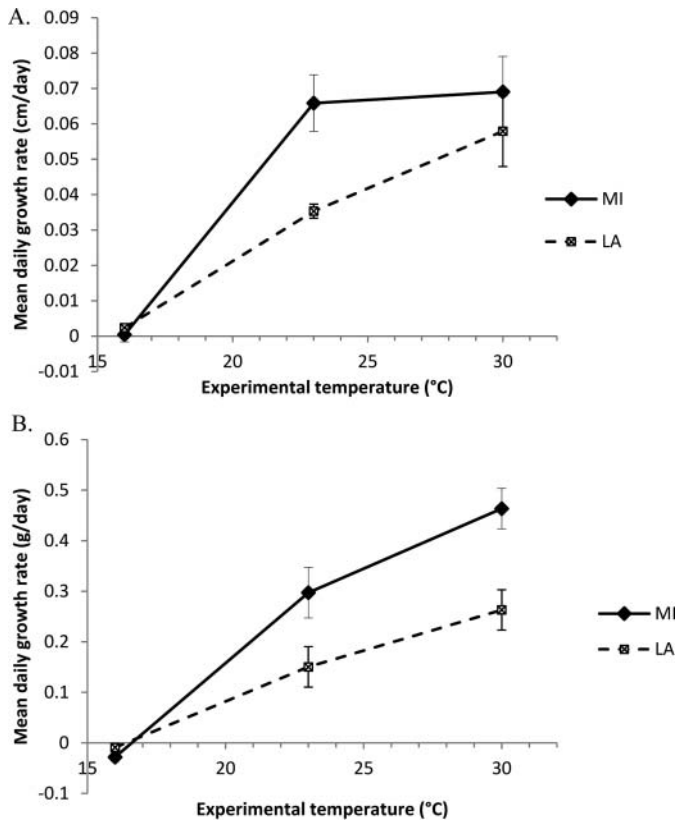 A.
Mean daily growth rate (cm/day)
0.09
0.08
0.07
0.06
0.05
0.04
0.03
0.02
0.01
0
-0.01
15
20
25
30
Experimental temperature (°C)
MI
LA
B.
Mean daily growth rate (g/day)
0.6
0.5
0.4
0.3
0.2
0.1
0
-0.1
15
20
25
30
Experimental temperature (°C)
MI
LA